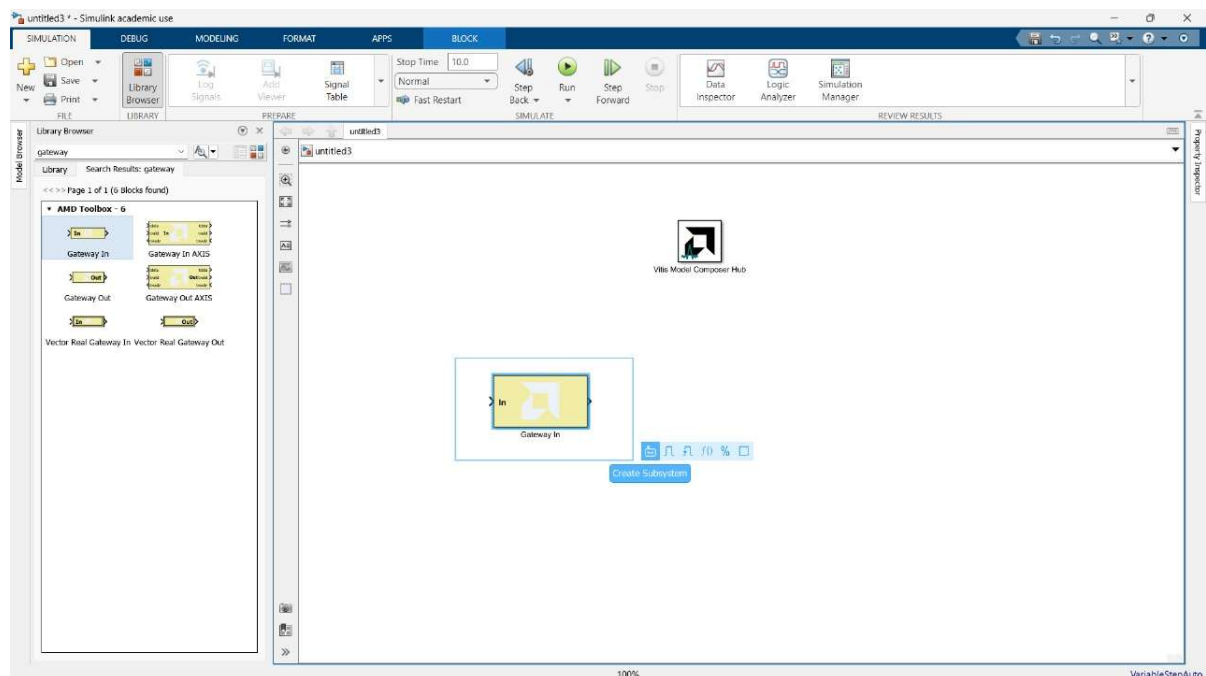 untitled3 * - Simulink academic use
SIMULATION DEBUG MODELING FORMAT APPS BLOCK
New
Open
Save
Print
FILE
Library Browser
LIBRARY
Log Signals
Add Viewer
Signal Table
PREPARE
Stop Time 10.0
Normal
Fast Restart
Step Back
Run
Step Forward
Stop
SIMULATE
Data Inspector
Logic Analyzer
Simulation Manager
REVIEW RESULTS
Model Browser
Library Browser
gateway
Library Search Results: gateway
<< >> Page 1 of 1 (6 Blocks found)
AMD Toolbox - 6
In
Gateway In
In
Gateway In AXIS
Out
Gateway Out
Out
Gateway Out AXIS
In
Vector Real Gateway In
Out
Vector Real Gateway Out
untitled3
untitled3
Vitis Model Composer Hub
In
Gateway In
Create Subsystem
Property Inspector
100%
VariableStepAuto